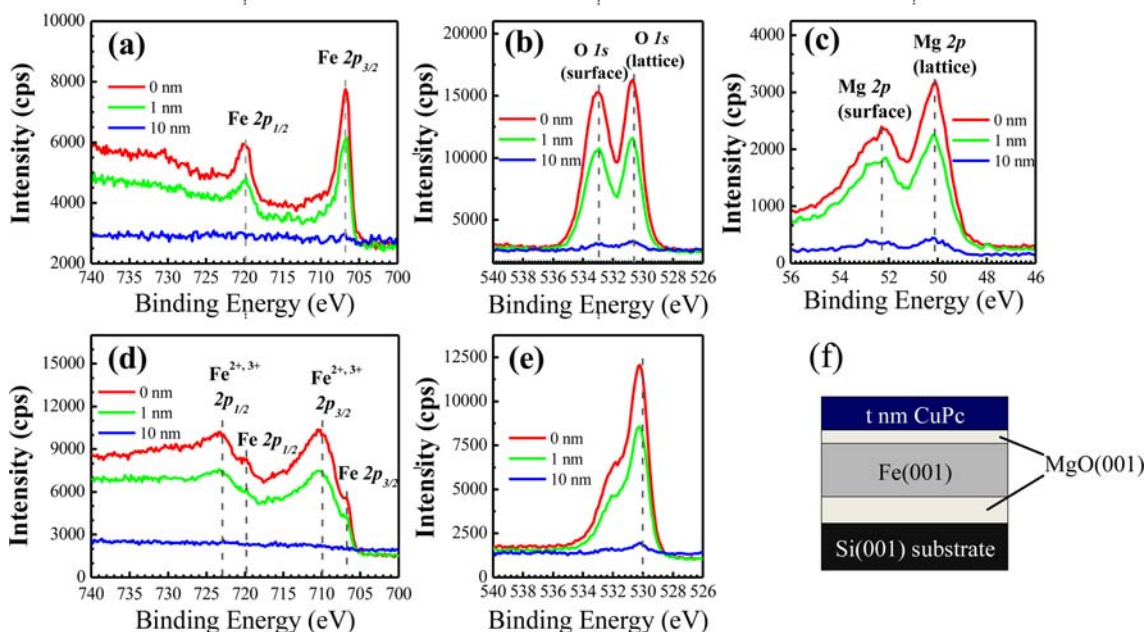 (a)
Fe 2p3/2
Fe 2p1/2
0 nm
1 nm
10 nm
Intensity (cps)
10000
8000
6000
4000
2000
740 735 730 725 720 715 710 705 700
Binding Energy (eV)
(b)
O 1s
(surface)
O 1s
(lattice)
0 nm
1 nm
10 nm
Intensity (cps)
20000
15000
10000
5000
540 538 536 534 532 530 528 526
Binding Energy (eV)
(c)
Mg 2p
(lattice)
Mg 2p
(surface)
0 nm
1 nm
10 nm
Intensity (cps)
4000
3000
2000
1000
0
56 54 52 50 48 46
Binding Energy (eV)
(d)
Fe2+, 3+
2p1/2
Fe 2p1/2
Fe2+, 3+
2p3/2
Fe 2p3/2
0 nm
1 nm
10 nm
Intensity (cps)
15000
12000
9000
6000
3000
0
740 735 730 725 720 715 710 705 700
Binding Energy (eV)
(e)
0 nm
1 nm
10 nm
Intensity (cps)
12500
10000
7500
5000
2500
0
540 538 536 534 532 530 528 526
Binding Energy (eV)
(f)
t nm CuPc
Fe(001)
MgO(001)
Si(001) substrate